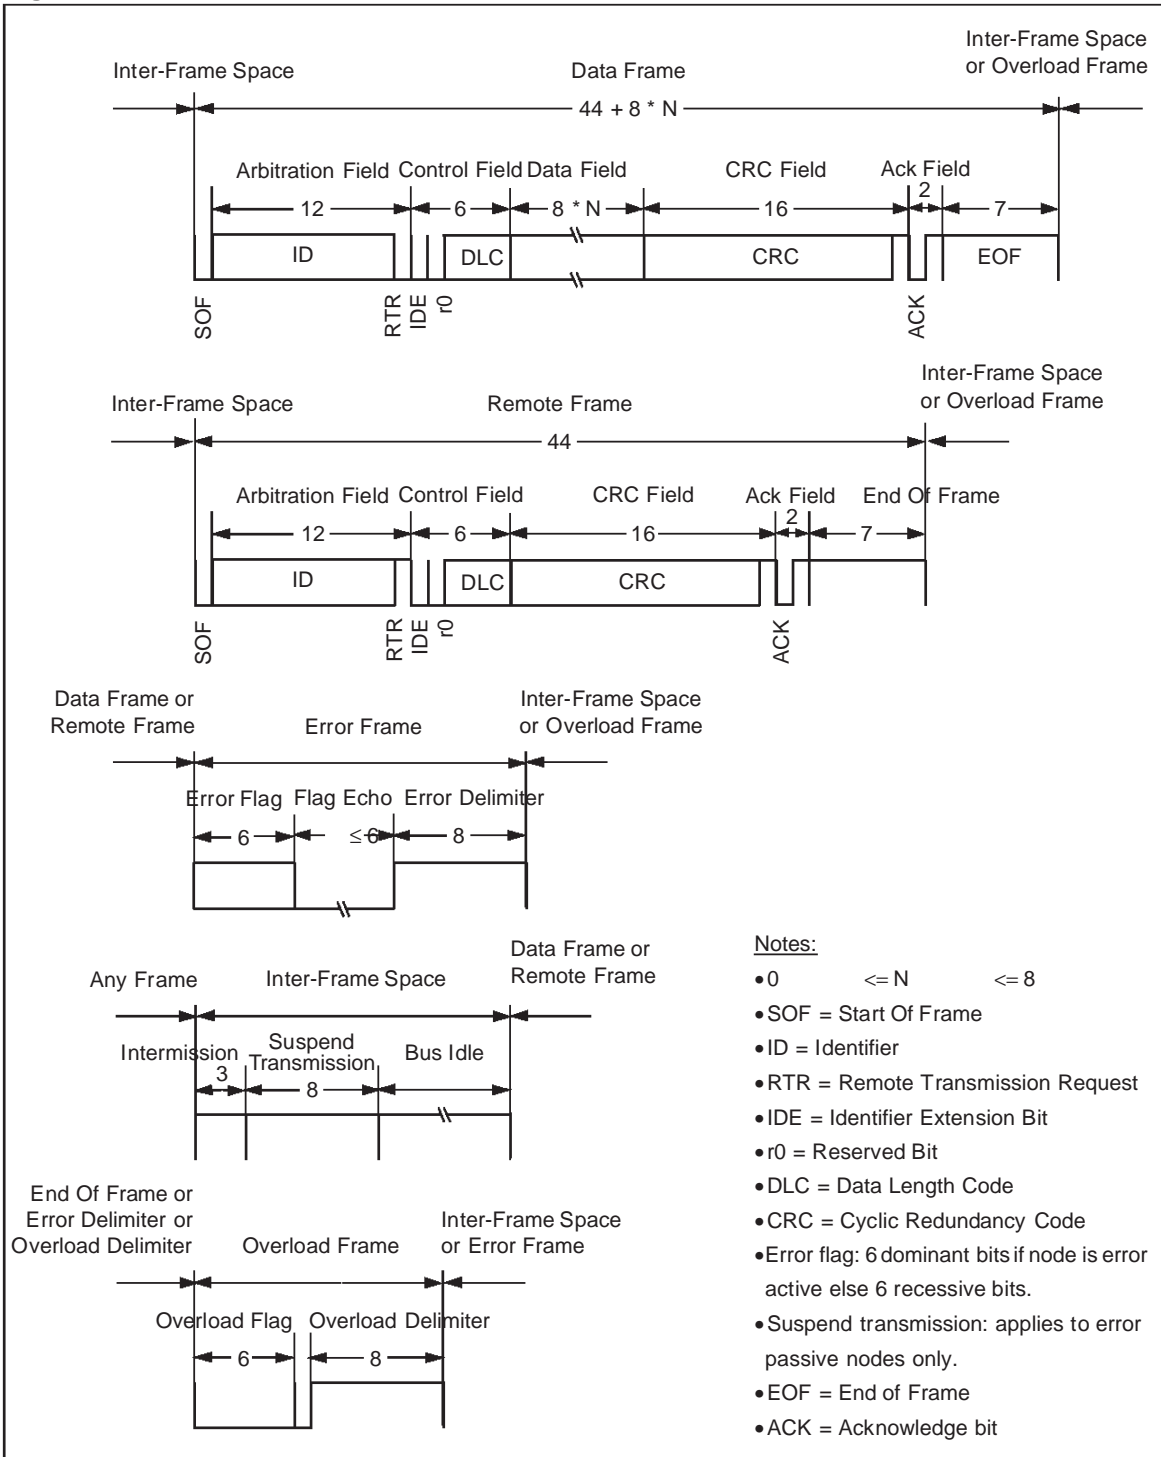 Inter-Frame Space
Data Frame
Inter-Frame Space
or Overload Frame
44 + 8 * N
Arbitration Field
Control Field
Data Field
CRC Field
Ack Field
12
6
8 * N
16
2
7
ID
DLC
CRC
EOF
SOF
RTR
IDE
r0
ACK
Inter-Frame Space
Remote Frame
Inter-Frame Space
or Overload Frame
44
Arbitration Field
Control Field
CRC Field
Ack Field
End Of Frame
12
6
16
2
7
ID
DLC
CRC
SOF
RTR
IDE
r0
ACK
Data Frame or
Remote Frame
Error Frame
Inter-Frame Space
or Overload Frame
Error Flag
Flag Echo
Error Delimiter
6
≤ 6
8
Any Frame
Inter-Frame Space
Data Frame or
Remote Frame
Intermission
Suspend
Transmission
Bus Idle
3
8
End Of Frame or
Error Delimiter or
Overload Delimiter
Overload Frame
Inter-Frame Space
or Error Frame
Overload Flag
Overload Delimiter
6
8
Notes:
•0 <= N <= 8
•SOF = Start Of Frame
•ID = Identifier
•RTR = Remote Transmission Request
•IDE = Identifier Extension Bit
•r0 = Reserved Bit
•DLC = Data Length Code
•CRC = Cyclic Redundancy Code
•Error flag: 6 dominant bits if node is error
active else 6 recessive bits.
•Suspend transmission: applies to error
passive nodes only.
•EOF = End of Frame
•ACK = Acknowledge bit